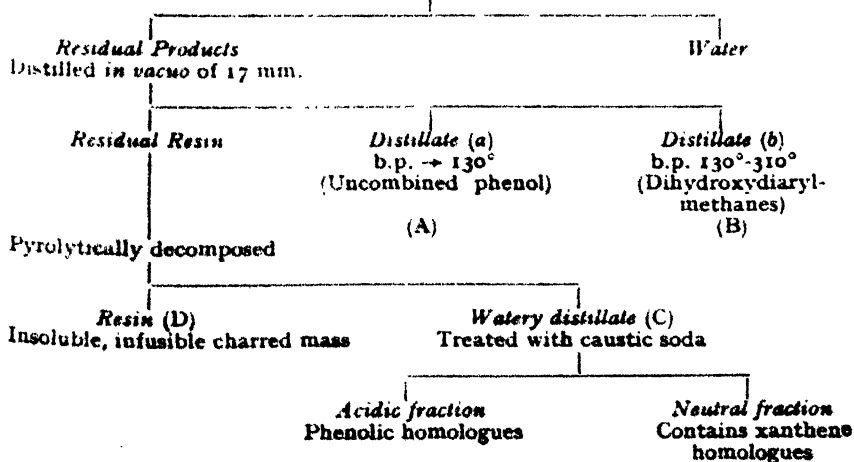 Residual Products
Water
Distilled in vacuo of 17 mm.
Residual Resin
Distillate (a)
Distillate (b)
b.p. → 130°
b.p. 130°-310°
(Uncombined phenol)
(Dihydroxydiaryl-
methanes)
(A)
(B)
Pyrolytically decomposed
Resin (D)
Watery distillate (C)
Insoluble, infusible charred mass
Treated with caustic soda
Acidic fraction
Neutral fraction
Phenolic homologues
Contains xanthene
homologues